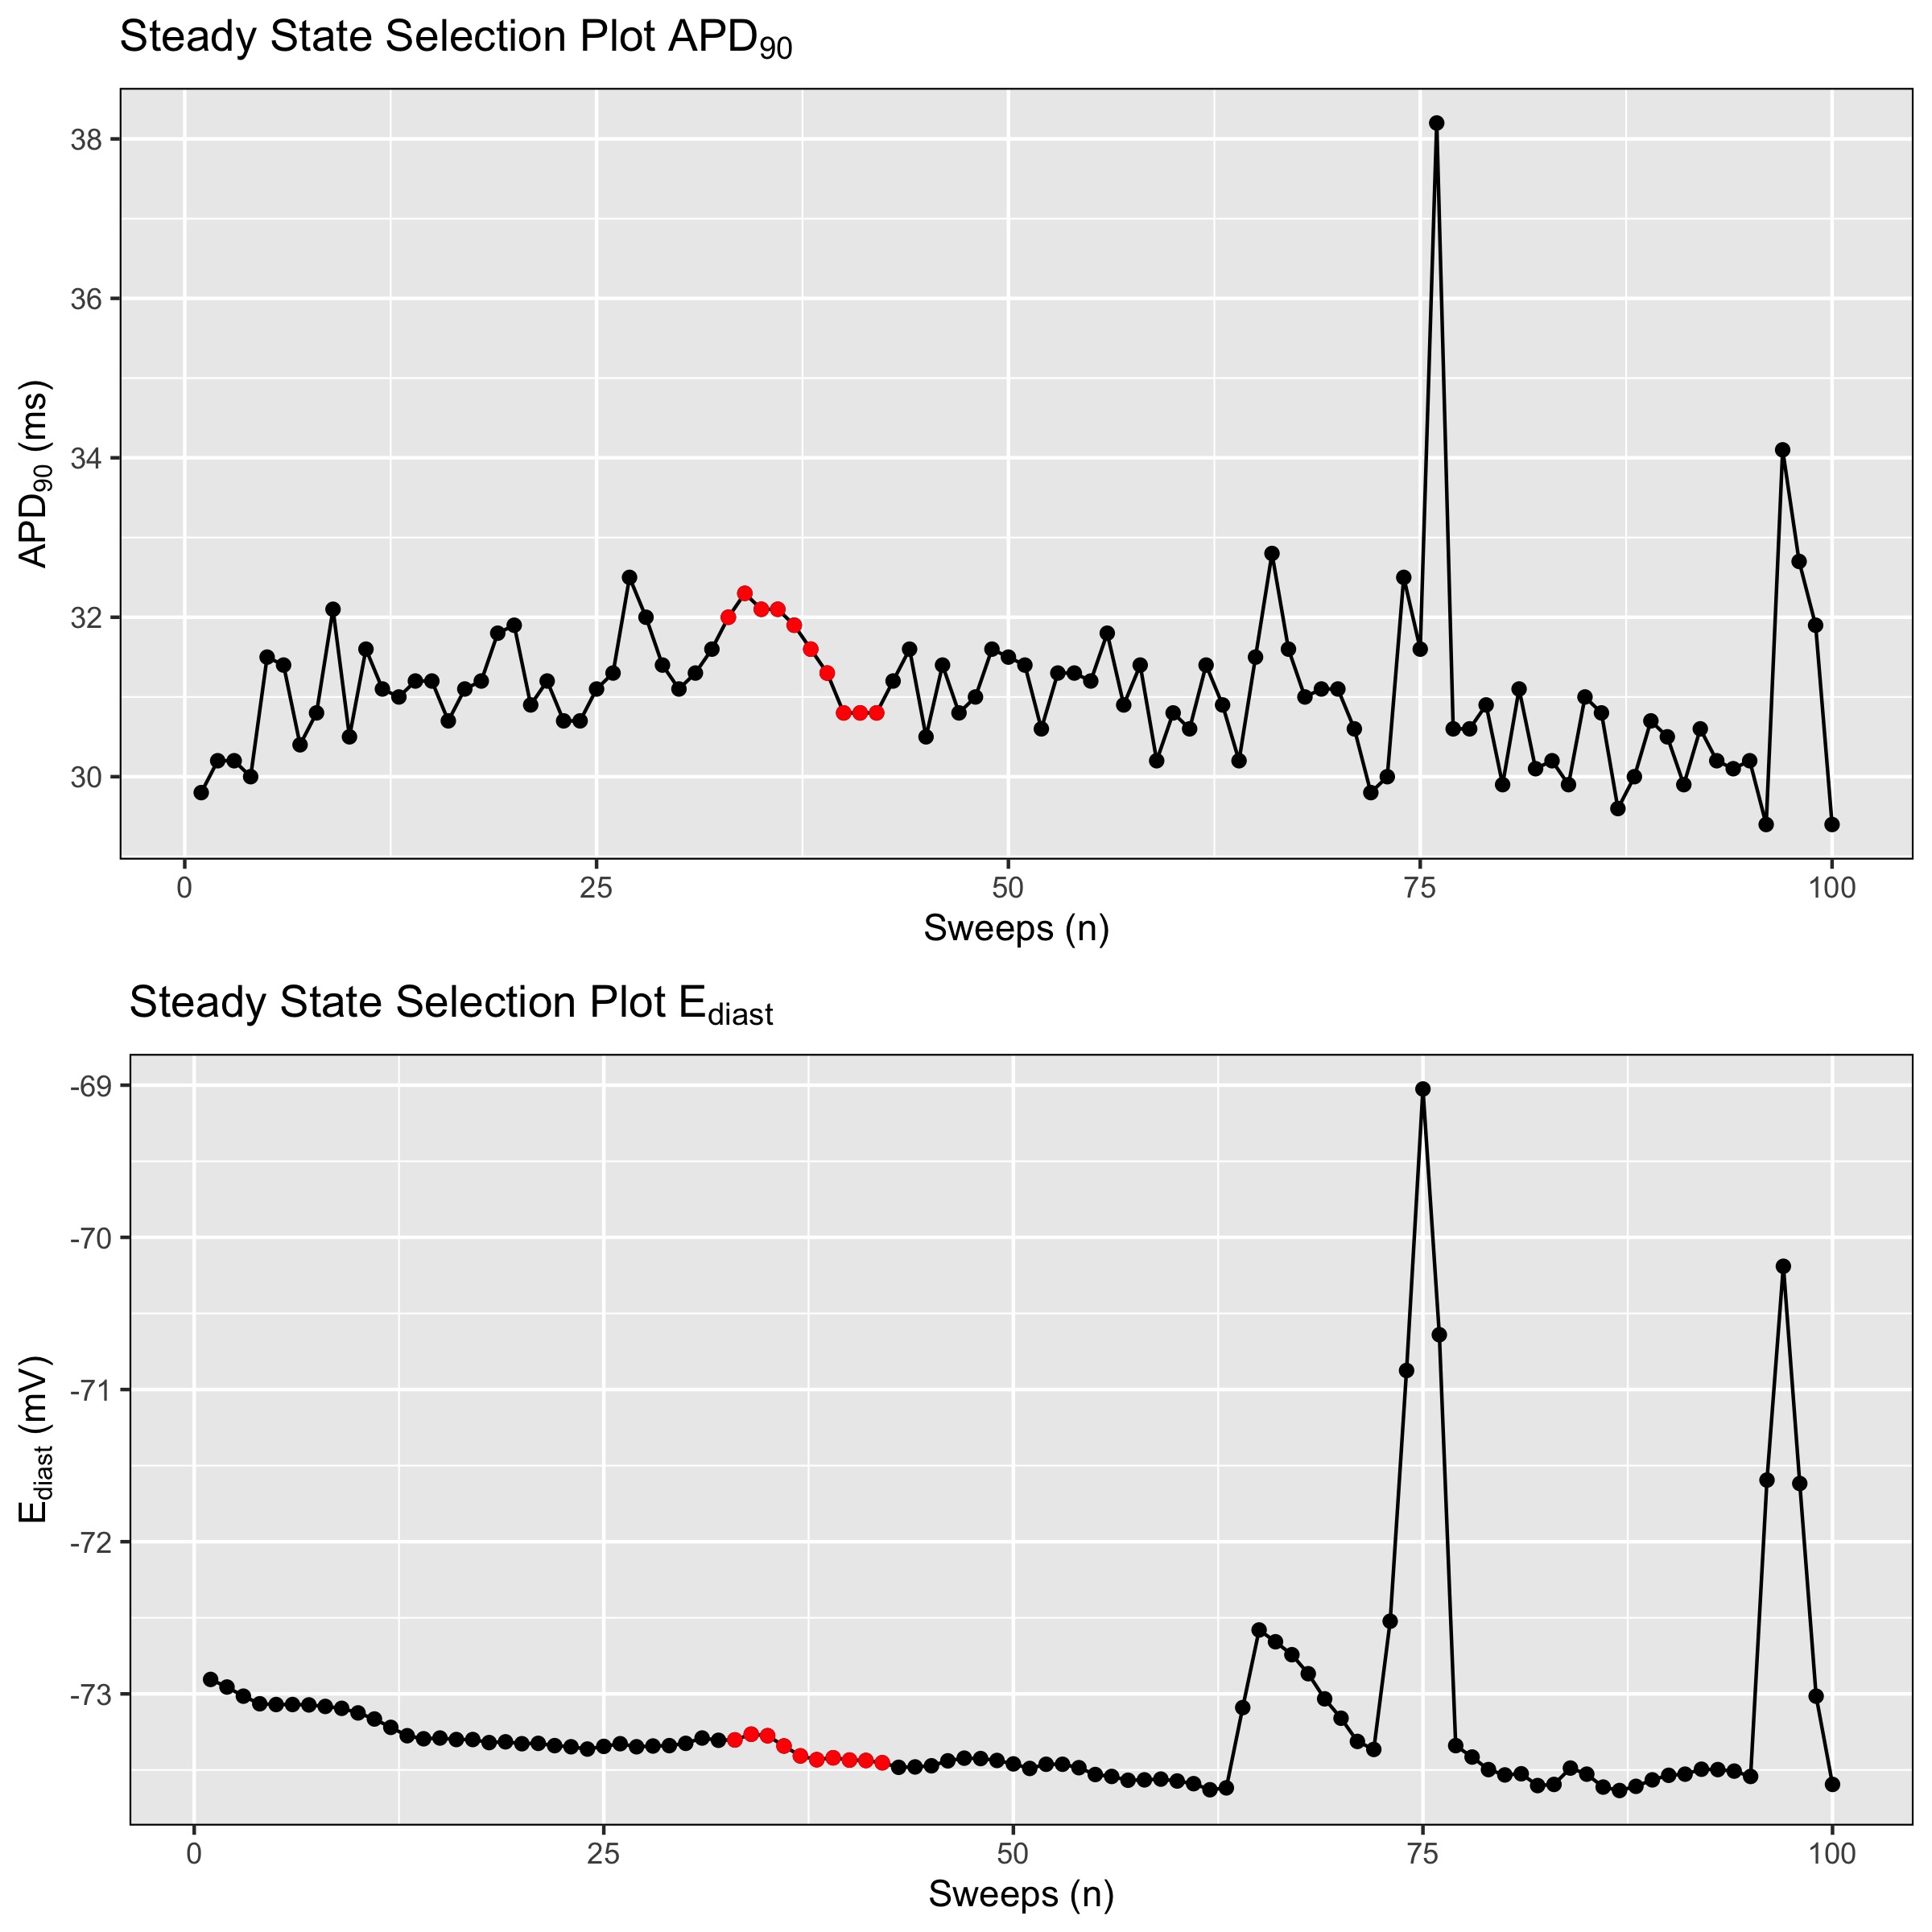 Steady State Selection Plot APD90
38
36
34
32
30
APD90 (ms)
0 25 50 75 100
Sweeps (n)
Steady State Selection Plot Ediast
-69
-70
-71
-72
-73
Ediast (mV)
0 25 50 75 100
Sweeps (n)